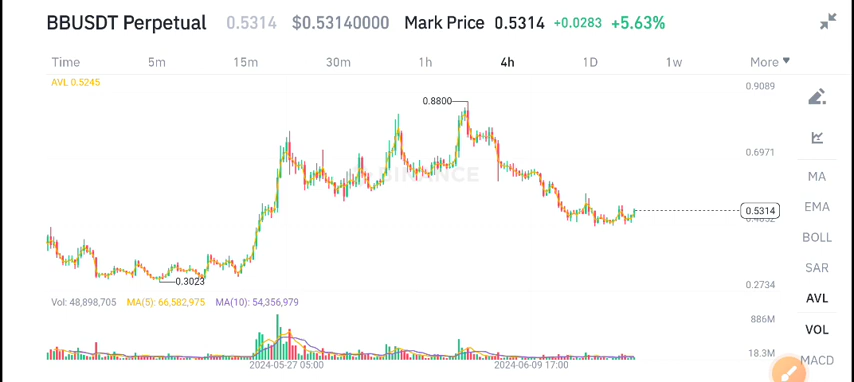 BBUSDT Perpetual 0.5314 $0.53140000 Mark Price 0.5314 +0.0283 +5.63%
Time 5m 15m 30m 1h 4h 1D 1w More
AVL 0.5245
0.9089
0.8800
MA
0.6971
BINANCE
EMA
0.5314
BOLL
SAR
0.3023
0.2734
Vol: 48,898,705 MA(5): 66,582,975 MA(10): 54,356,979
AVL
886M
VOL
18.3M
MACD
2024-05-27 05:00 2024-06-09 17:00